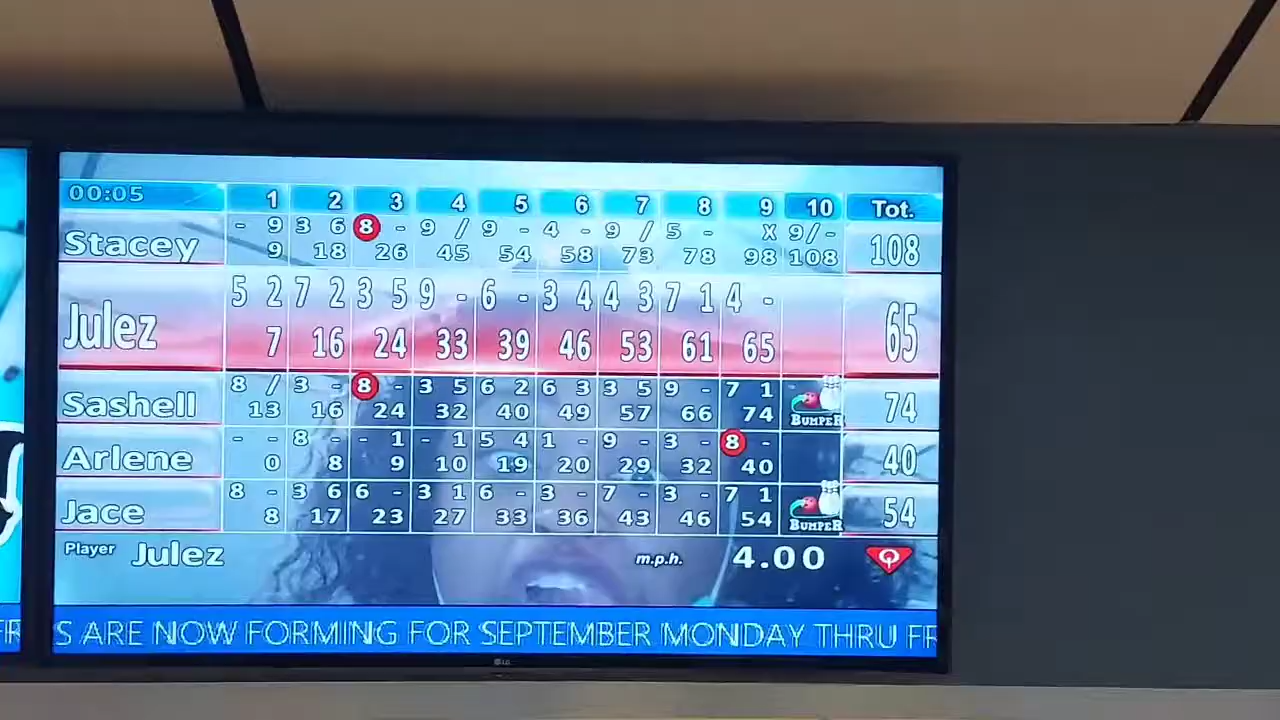 00:05 1 2 3 4 5 6 7 8 9 10 Tot.
- 9 3 6 8 - 9 / 9 - 4 - 9 / 5 - X 9 / -
Stacey 9 18 26 45 54 58 73 78 98 108 108
5 2 7 2 3 5 9 - 6 - 3 4 4 3 7 1 4 -
Julez 7 16 24 33 39 46 53 61 65 65
8 / 3 - 8 - 3 5 6 2 6 3 3 5 9 - 7 1
Sashell 13 16 24 32 40 49 57 66 74 BUMPER 74
- - 8 - - 1 - 1 5 4 1 - 9 - 3 - 8 -
Arlene 0 8 9 10 19 20 29 32 40 40
8 - 3 6 6 - 3 1 6 - 3 - 7 - 3 - 7 1
Jace 8 17 23 27 33 36 43 46 54 BUMPER 54
Player Julez m.p.h. 4.00 Q
FR S ARE NOW FORMING FOR SEPTEMBER MONDAY THRU FR
LG